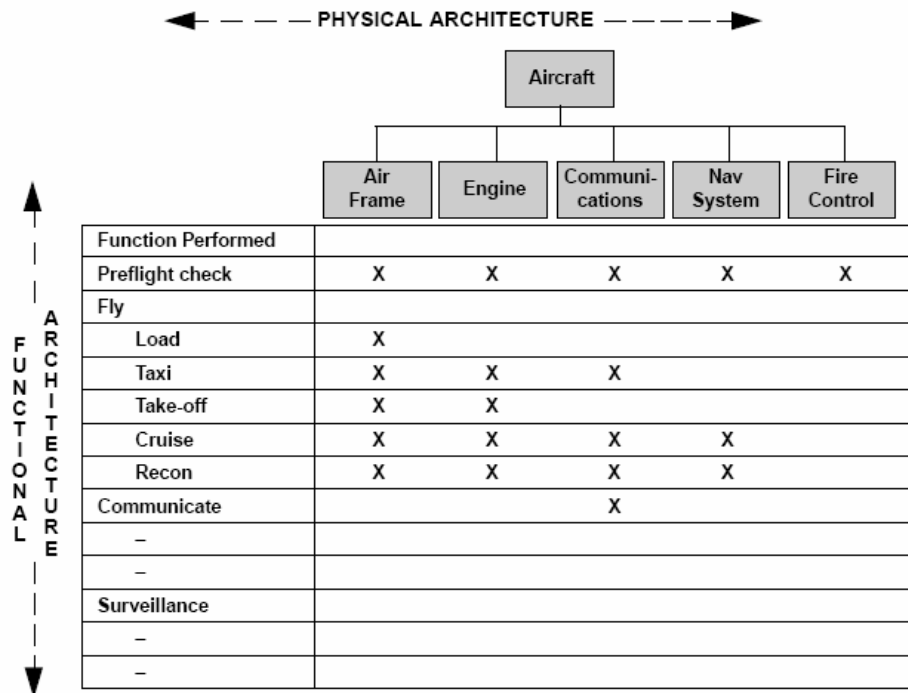 PHYSICAL ARCHITECTURE
Aircraft
Air
Frame
Engine
Communi-
cations
Nav
System
Fire
Control
FUNCTIONAL
ARCHITECTURE
Function Performed
Preflight check X X X X X
Fly
Load X
Taxi X X X
Take-off X X
Cruise X X X X
Recon X X X X
Communicate X
–
–
Surveillance
–
–